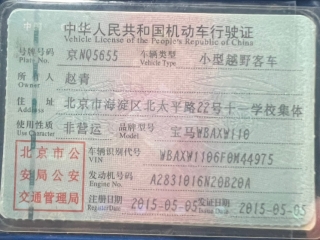 中华人民共和国机动车行驶证
Vehicle License of the People's Republic of China
号牌号码 京NQ5655 车辆类型 小型越野客车
Plate No. Vehicle Type
所有人 赵青
Owner
住址 北京市海淀区北太平路22号十一学校集体
Address
使用性质 非营运 品牌型号 宝马WBAXW110
Use Character Model
北京市公
安局公安
交通管理局
车辆识别代号 WBAXW1106F0M44975
VIN
发动机号码 A2831016N20B20A
Engine No.
注册日期 2015-05-05 发证日期 2015-05-05
Register Date Issue Date